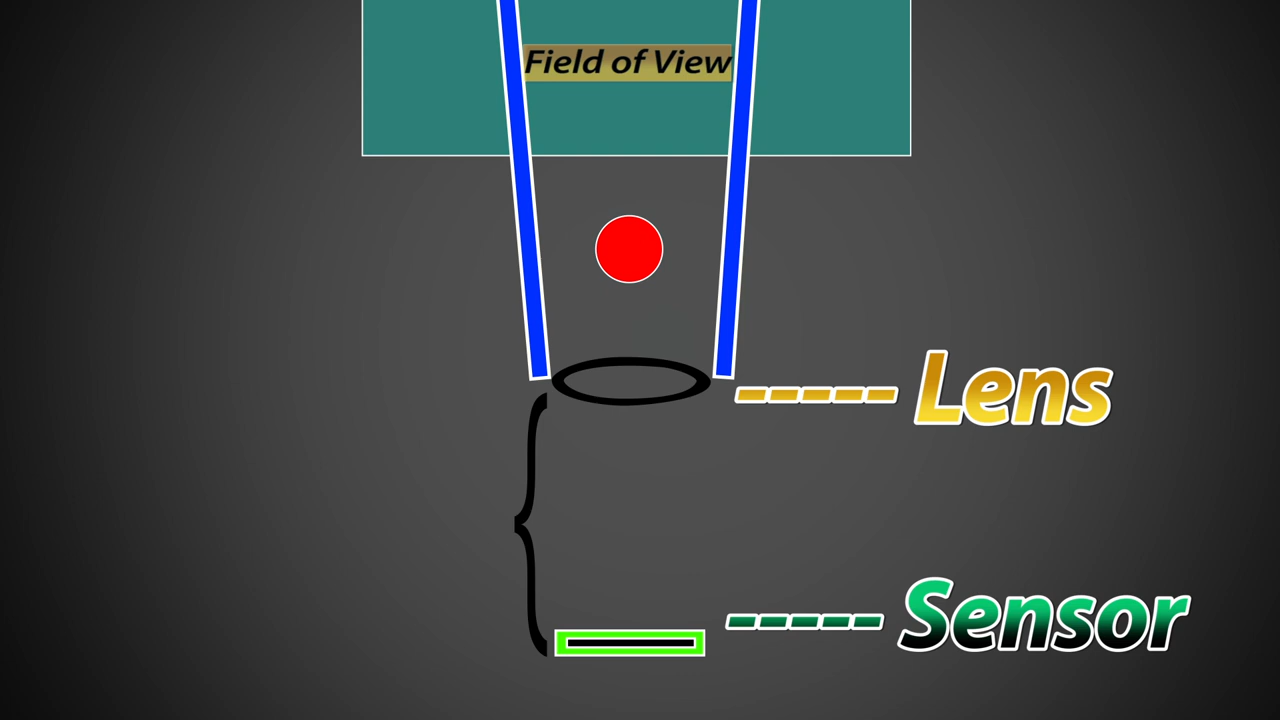 Field of View
----- Lens
----- Sensor